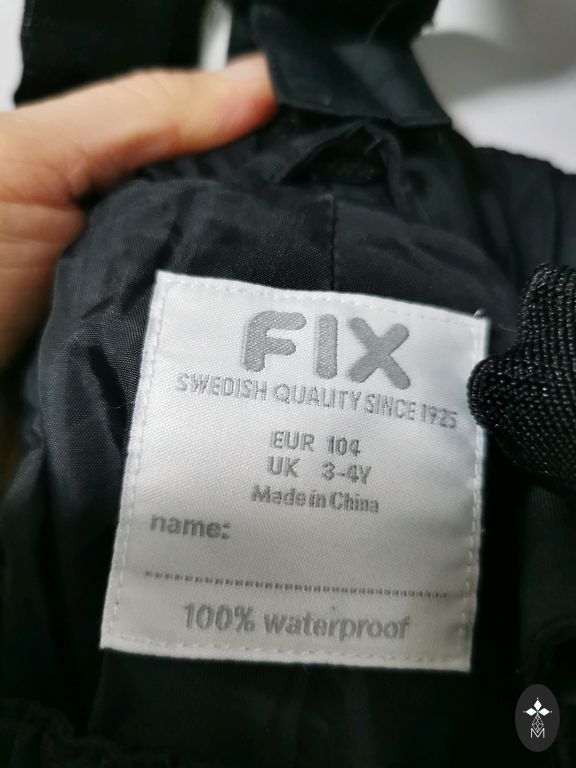 FIX
SWEDISH QUALITY SINCE 1925
EUR 104
UK 3-4Y
Made in China
name:
100% waterproof